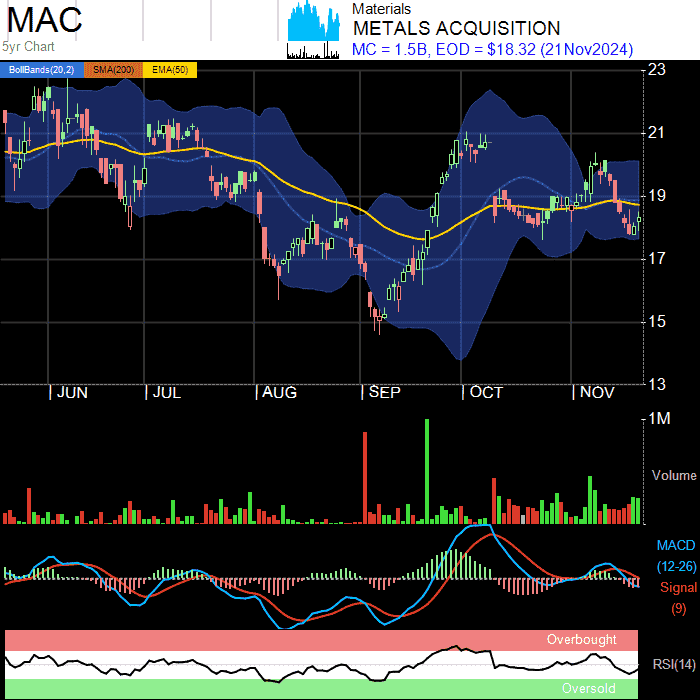 MAC
5yr Chart
Materials
METALS ACQUISITION
MC = 1.5B, EOD = $18.32 (21Nov2024)
BollBands(20,2)
SMA(200)
EMA(50)
23
21
19
17
15
13
| JUN
| JUL
| AUG
| SEP
| OCT
| NOV
1M
Volume
MACD
(12-26)
Signal
(9)
Overbought
RSI(14)
Oversold